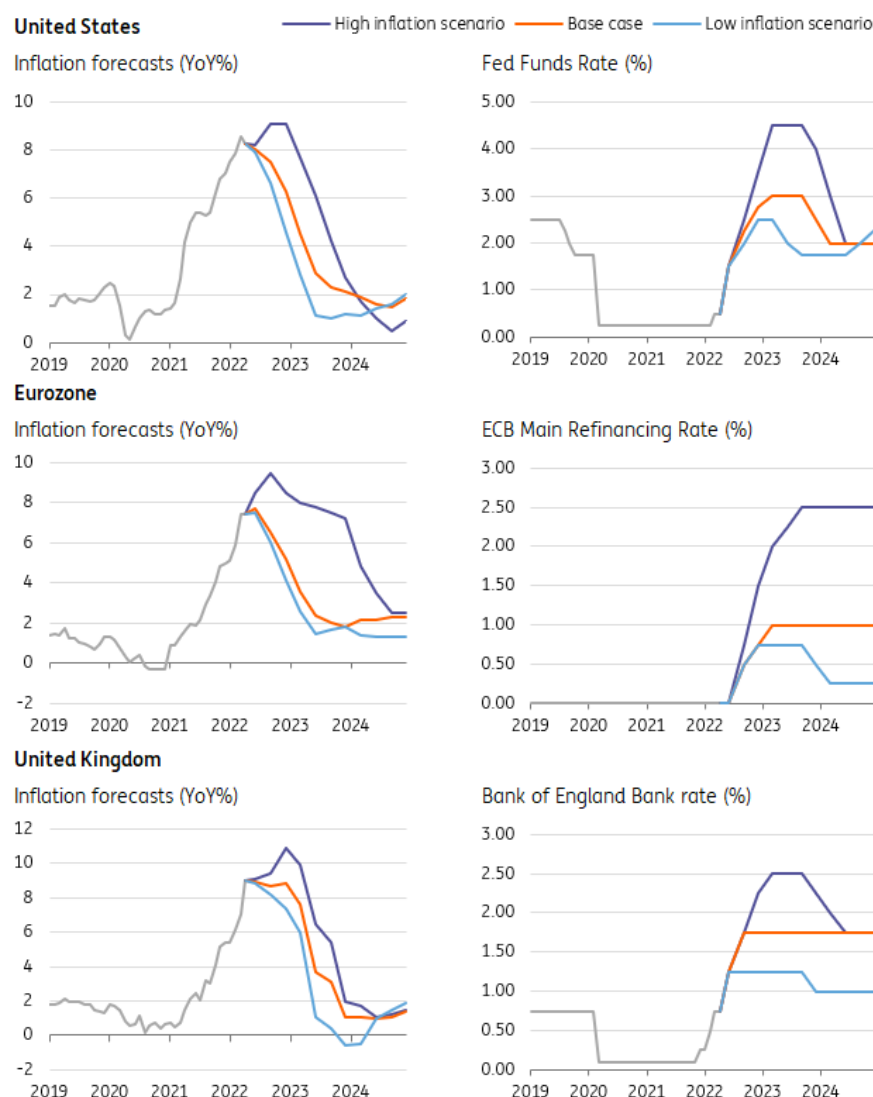 United States
High inflation scenario Base case Low inflation scenario
Inflation forecasts (YoY%)
10
8
6
4
2
0
2019 2020 2021 2022 2023 2024
Fed Funds Rate (%)
5.00
4.00
3.00
2.00
1.00
0.00
2019 2020 2021 2022 2023 2024
Eurozone
Inflation forecasts (YoY%)
10
8
6
4
2
0
-2
2019 2020 2021 2022 2023 2024
ECB Main Refinancing Rate (%)
3.00
2.50
2.00
1.50
1.00
0.50
0.00
2019 2020 2021 2022 2023 2024
United Kingdom
Inflation forecasts (YoY%)
12
10
8
6
4
2
0
-2
2019 2020 2021 2022 2023 2024
Bank of England Bank rate (%)
3.00
2.50
2.00
1.50
1.00
0.50
0.00
2019 2020 2021 2022 2023 2024